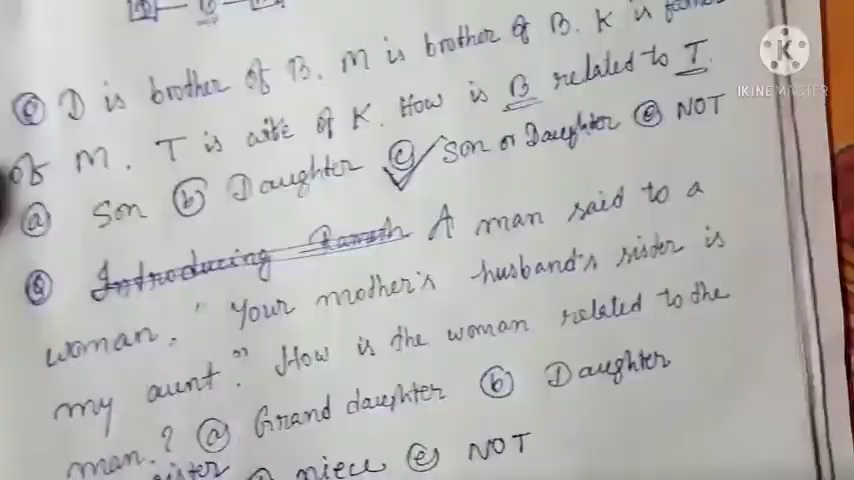 Ⓠ D is brother of B. M is brother of B. K is
of M. T is wife of K. How is B related to T.
ⓐ Son ⓑ Daughter ⓒ Son or Daughter ⓔ NOT
Ⓠ Introducing A man said to a
woman. "Your mother's husband's sister is
my aunt". How is the woman related to the
man.? ⓐ Grand daughter ⓑ Daughter
sister niece ⓔ NOT
K
KINEMASTER